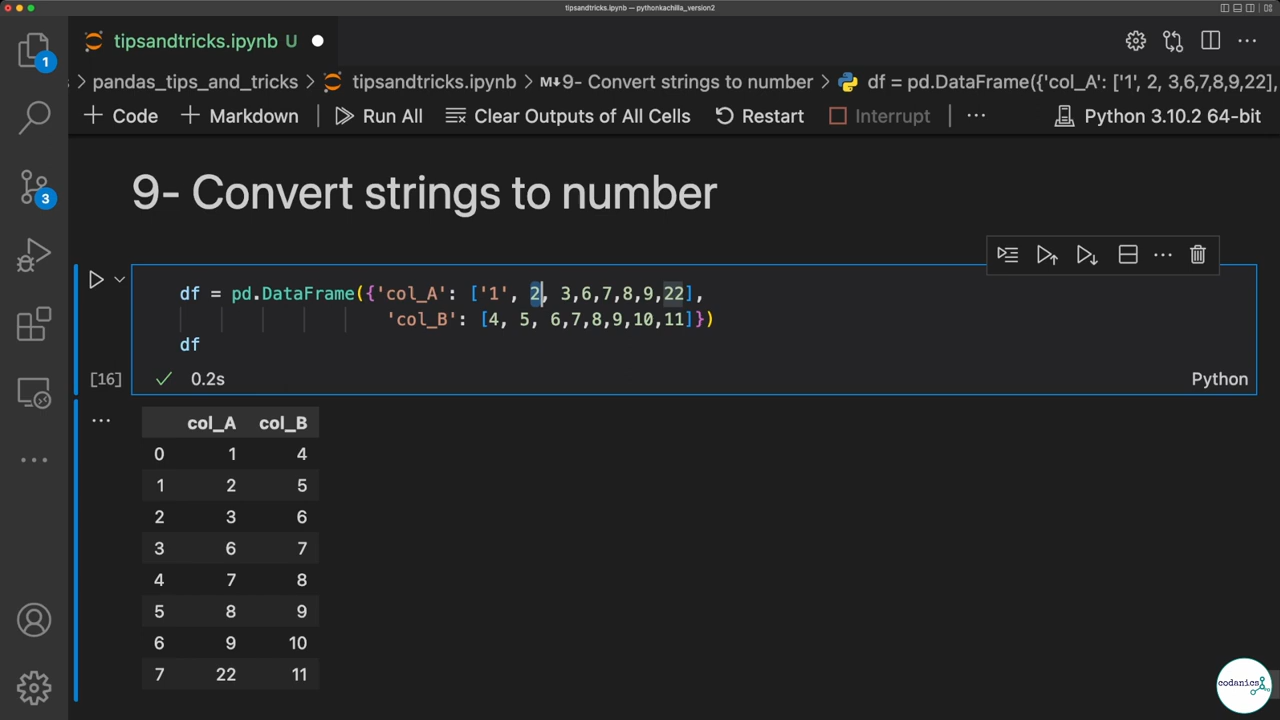 tipsandtricks.ipynb — pythonkachilla_version2
tipsandtricks.ipynb U
1
> pandas_tips_and_tricks > tipsandtricks.ipynb > M↓9- Convert strings to number > df = pd.DataFrame({'col_A': ['1', 2, 3,6,7,8,9,22],
+ Code + Markdown Run All Clear Outputs of All Cells Restart Interrupt ... Python 3.10.2 64-bit
3
9- Convert strings to number
df = pd.DataFrame({'col_A': ['1', 2, 3,6,7,8,9,22],
'col_B': [4, 5, 6,7,8,9,10,11]})
df
[16] 0.2s Python
col_A col_B
0 1 4
1 2 5
2 3 6
3 6 7
4 7 8
5 8 9
6 9 10
7 22 11
codanics